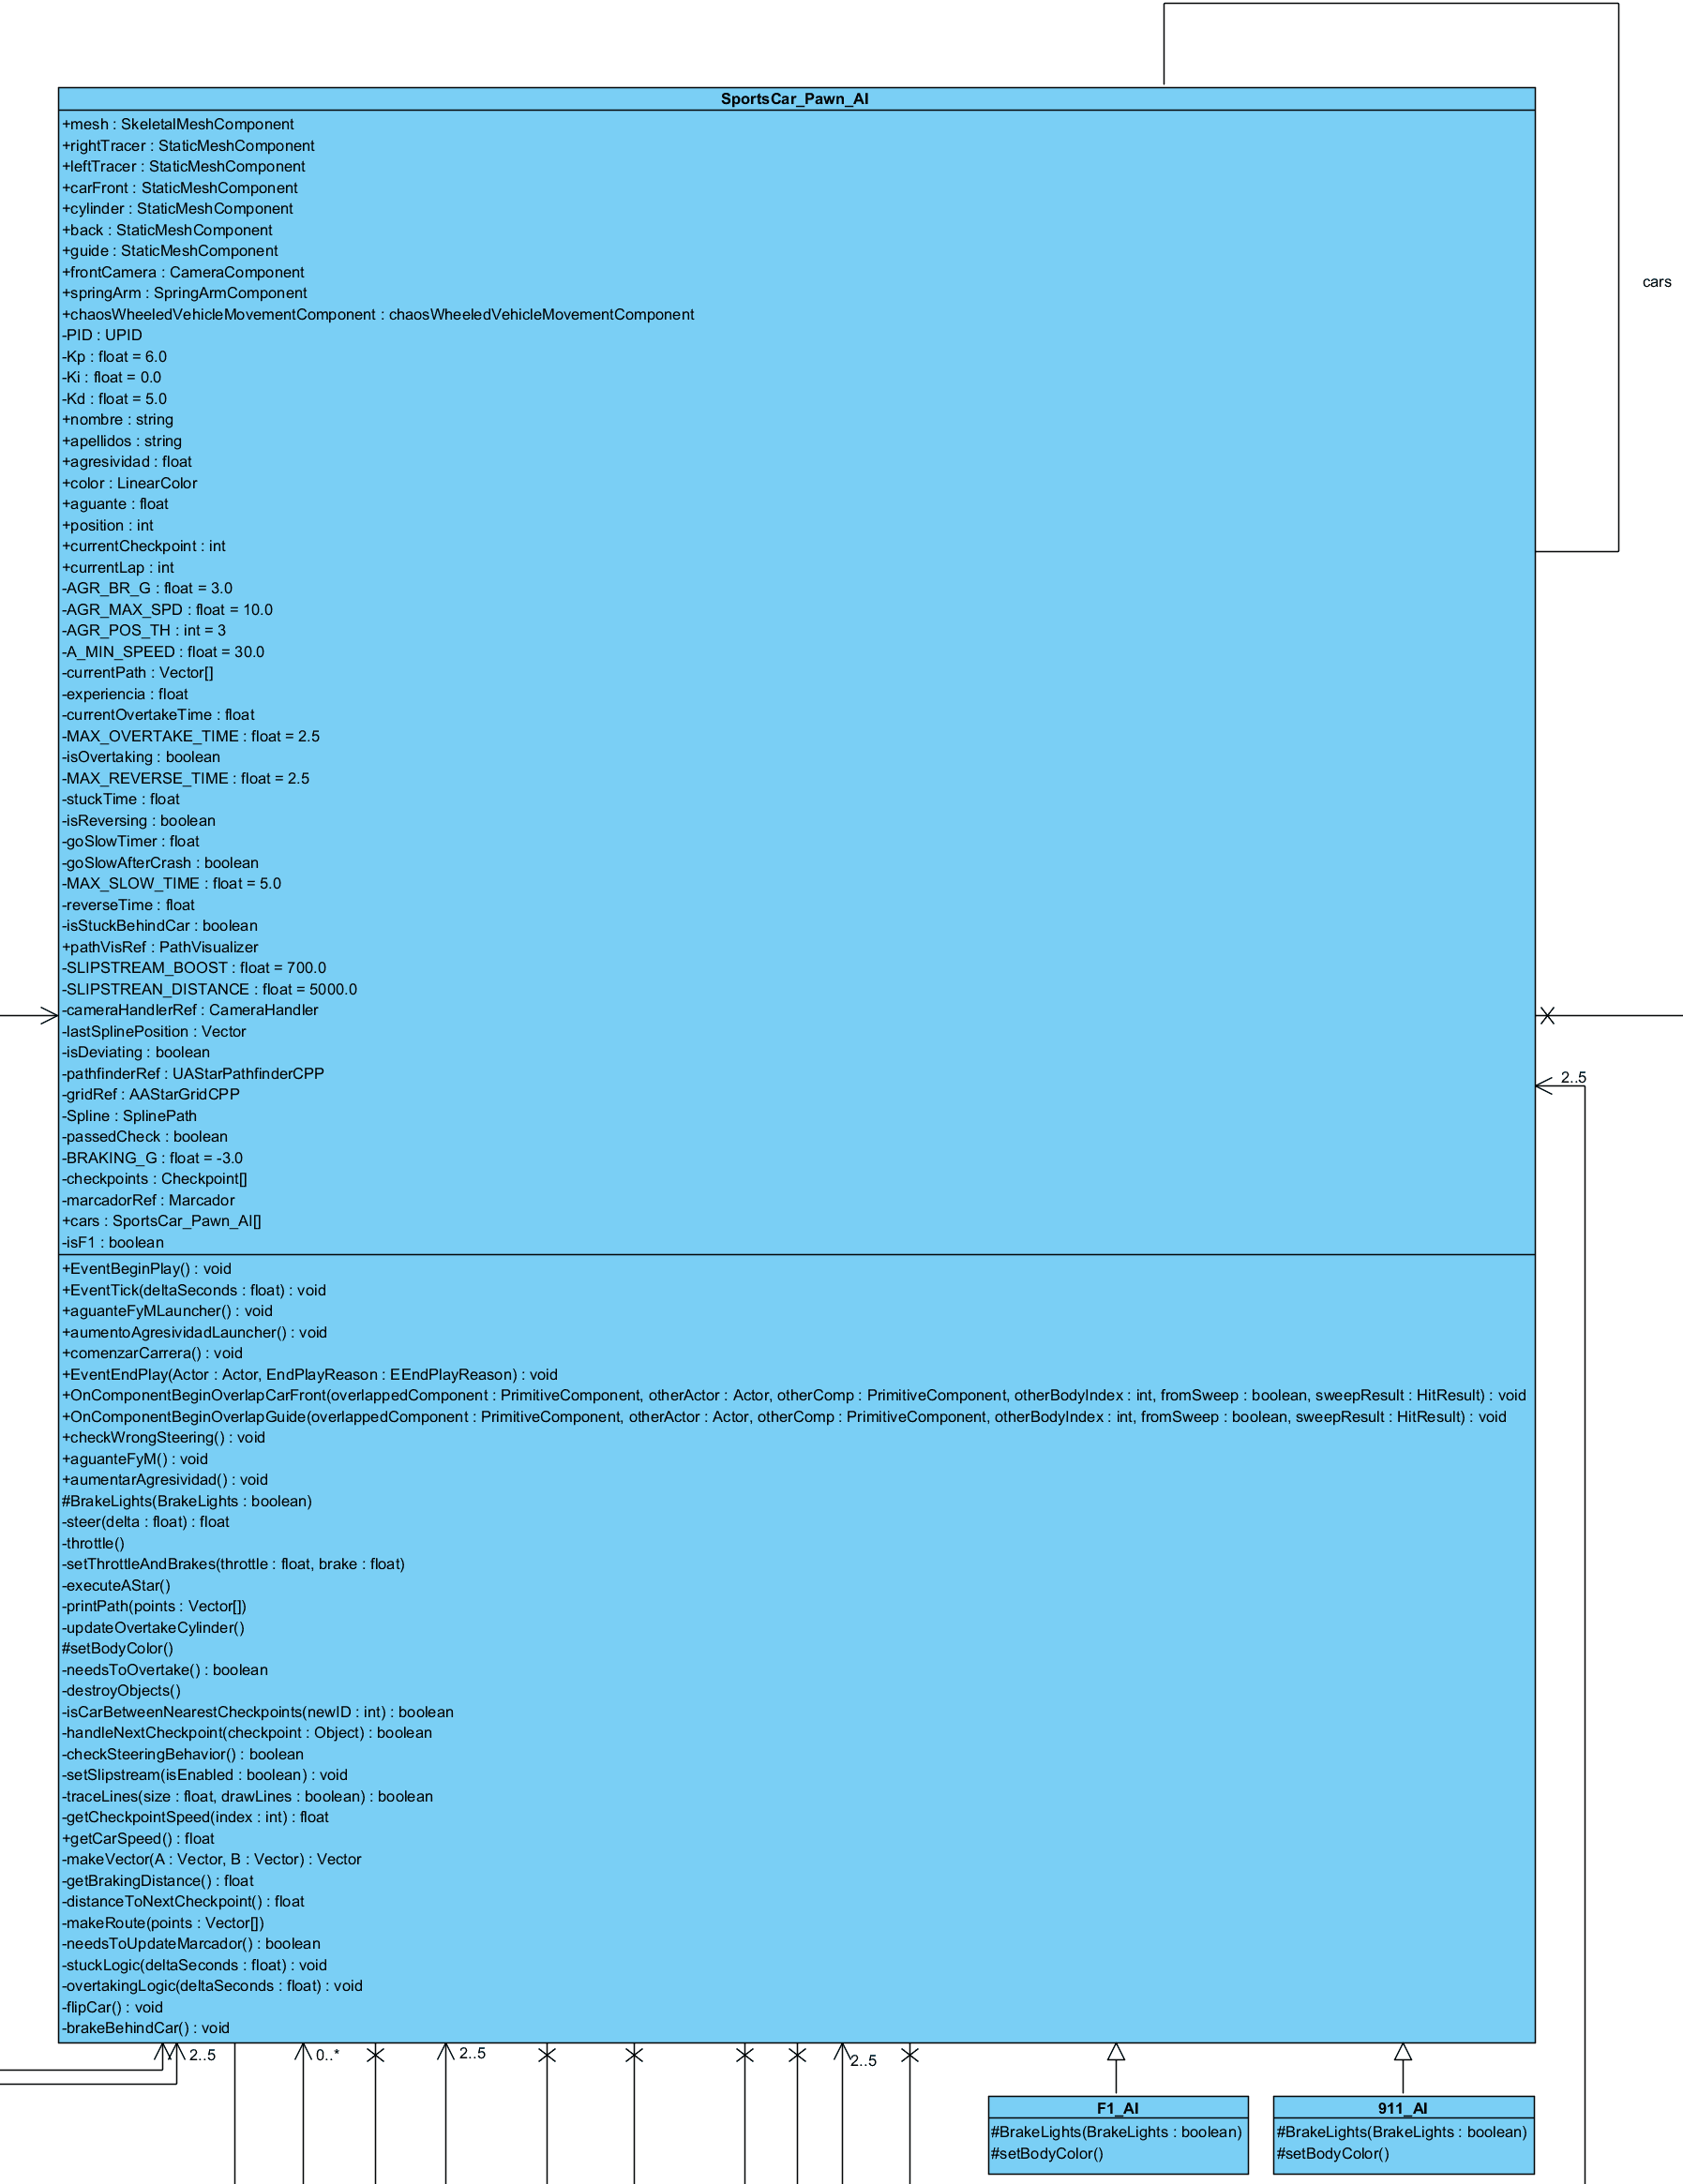 SportsCar_Pawn_AI
+mesh : SkeletalMeshComponent
+rightTracer : StaticMeshComponent
+leftTracer : StaticMeshComponent
+carFront : StaticMeshComponent
+cylinder : StaticMeshComponent
+back : StaticMeshComponent
+guide : StaticMeshComponent
+frontCamera : CameraComponent
+springArm : SpringArmComponent
+chaosWheeledVehicleMovementComponent : chaosWheeledVehicleMovementComponent
-PID : UPID
-Kp : float = 6.0
-Ki : float = 0.0
-Kd : float = 5.0
+nombre : string
+apellidos : string
+agresividad : float
+color : LinearColor
+aguante : float
+position : int
+currentCheckpoint : int
+currentLap : int
-AGR_BR_G : float = 3.0
-AGR_MAX_SPD : float = 10.0
-AGR_POS_TH : int = 3
-A_MIN_SPEED : float = 30.0
-currentPath : Vector[]
-experiencia : float
-currentOvertakeTime : float
-MAX_OVERTAKE_TIME : float = 2.5
-isOvertaking : boolean
-MAX_REVERSE_TIME : float = 2.5
-stuckTime : float
-isReversing : boolean
-goSlowTimer : float
-goSlowAfterCrash : boolean
-MAX_SLOW_TIME : float = 5.0
-reverseTime : float
-isStuckBehindCar : boolean
+pathVisRef : PathVisualizer
-SLIPSTREAM_BOOST : float = 700.0
-SLIPSTREAN_DISTANCE : float = 5000.0
-cameraHandlerRef : CameraHandler
-lastSplinePosition : Vector
-isDeviating : boolean
-pathfinderRef : UAStarPathfinderCPP
-gridRef : AAStarGridCPP
-Spline : SplinePath
-passedCheck : boolean
-BRAKING_G : float = -3.0
-checkpoints : Checkpoint[]
-marcadorRef : Marcador
+cars : SportsCar_Pawn_AI[]
-isF1 : boolean
+EventBeginPlay() : void
+EventTick(deltaSeconds : float) : void
+aguanteFyMLauncher() : void
+aumentoAgresividadLauncher() : void
+comenzarCarrera() : void
+EventEndPlay(Actor : Actor, EndPlayReason : EEndPlayReason) : void
+OnComponentBeginOverlapCarFront(overlappedComponent : PrimitiveComponent, otherActor : Actor, otherComp : PrimitiveComponent, otherBodyIndex : int, fromSweep : boolean, sweepResult : HitResult) : void
+OnComponentBeginOverlapGuide(overlappedComponent : PrimitiveComponent, otherActor : Actor, otherComp : PrimitiveComponent, otherBodyIndex : int, fromSweep : boolean, sweepResult : HitResult) : void
+checkWrongSteering() : void
+aguanteFyM() : void
+aumentarAgresividad() : void
#BrakeLights(BrakeLights : boolean)
-steer(delta : float) : float
-throttle()
-setThrottleAndBrakes(throttle : float, brake : float)
-executeAStar()
-printPath(points : Vector[])
-updateOvertakeCylinder()
#setBodyColor()
-needsToOvertake() : boolean
-destroyObjects()
-isCarBetweenNearestCheckpoints(newID : int) : boolean
-handleNextCheckpoint(checkpoint : Object) : boolean
-checkSteeringBehavior() : boolean
-setSlipstream(isEnabled : boolean) : void
-traceLines(size : float, drawLines : boolean) : boolean
-getCheckpointSpeed(index : int) : float
+getCarSpeed() : float
-makeVector(A : Vector, B : Vector) : Vector
-getBrakingDistance() : float
-distanceToNextCheckpoint() : float
-makeRoute(points : Vector[])
-needsToUpdateMarcador() : boolean
-stuckLogic(deltaSeconds : float) : void
-overtakingLogic(deltaSeconds : float) : void
-flipCar() : void
-brakeBehindCar() : void
cars
2..5
2..5
0..*
2..5
2..5
F1_AI
#BrakeLights(BrakeLights : boolean)
#setBodyColor()
911_AI
#BrakeLights(BrakeLights : boolean)
#setBodyColor()